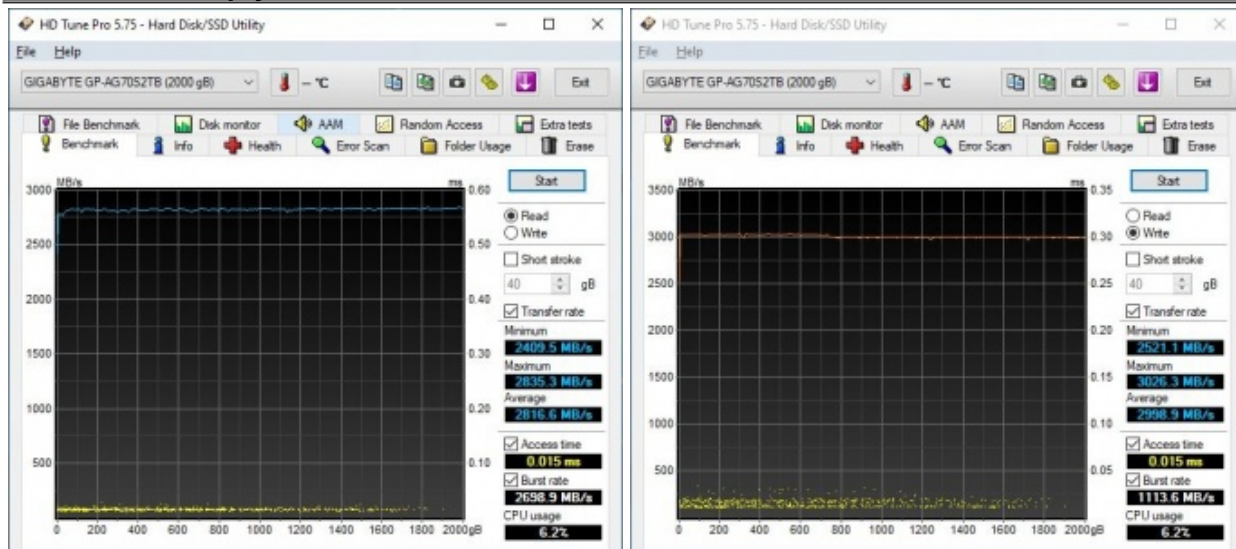 HD Tune Pro 5.75 - Hard Disk/SSD Utility
File Help
GIGABYTE GP-AG7052TB (2000 gB)
– °C
Exit
File Benchmark
Disk monitor
AAM
Random Access
Extra tests
Benchmark
Info
Health
Error Scan
Folder Usage
Erase
MB/s
ms
3000
2500
2000
1500
1000
500
0.60
0.50
0.40
0.30
0.20
0.10
0 200 400 600 800 1000 1200 1400 1600 1800 2000gB
Start
Read
Write
Short stroke
40 gB
Transfer rate
Minimum
2409.5 MB/s
Maximum
2835.3 MB/s
Average
2816.6 MB/s
Access time
0.015 ms
Burst rate
2698.9 MB/s
CPU usage
6.2%
HD Tune Pro 5.75 - Hard Disk/SSD Utility
File Help
GIGABYTE GP-AG7052TB (2000 gB)
– °C
Exit
File Benchmark
Disk monitor
AAM
Random Access
Extra tests
Benchmark
Info
Health
Error Scan
Folder Usage
Erase
MB/s
ms
3500
3000
2500
2000
1500
1000
500
0.35
0.30
0.25
0.20
0.15
0.10
0.05
0 200 400 600 800 1000 1200 1400 1600 1800 2000gB
Start
Read
Write
Short stroke
40 gB
Transfer rate
Minimum
2521.1 MB/s
Maximum
3026.3 MB/s
Average
2998.9 MB/s
Access time
0.015 ms
Burst rate
1113.6 MB/s
CPU usage
6.2%